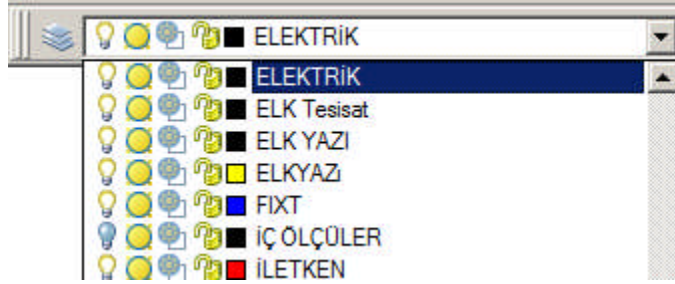 ELEKTRİK
ELEKTRİK
ELK Tesisat
ELK YAZI
ELKYAZı
FIXT
İÇ ÖLÇÜLER
İLETKEN